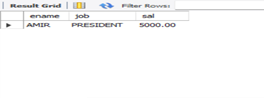 Result Grid Filter Rows:
ename job sal
AMIR PRESIDENT 5000.00